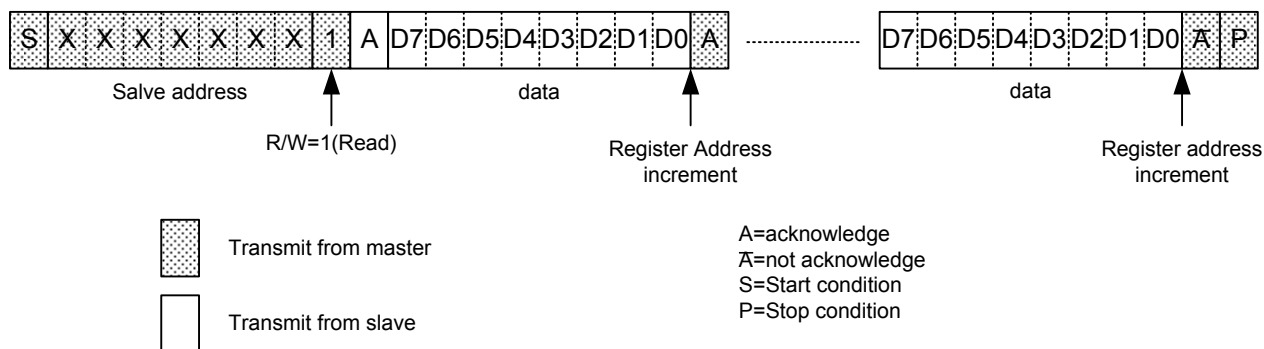 S X X X X X X X 1 A D7 D6 D5 D4 D3 D2 D1 D0 A D7 D6 D5 D4 D3 D2 D1 D0 A̅ P
Salve address data data
R/W=1(Read)
Register Address
increment
Register address
increment
Transmit from master
Transmit from slave
A=acknowledge
A̅=not acknowledge
S=Start condition
P=Stop condition